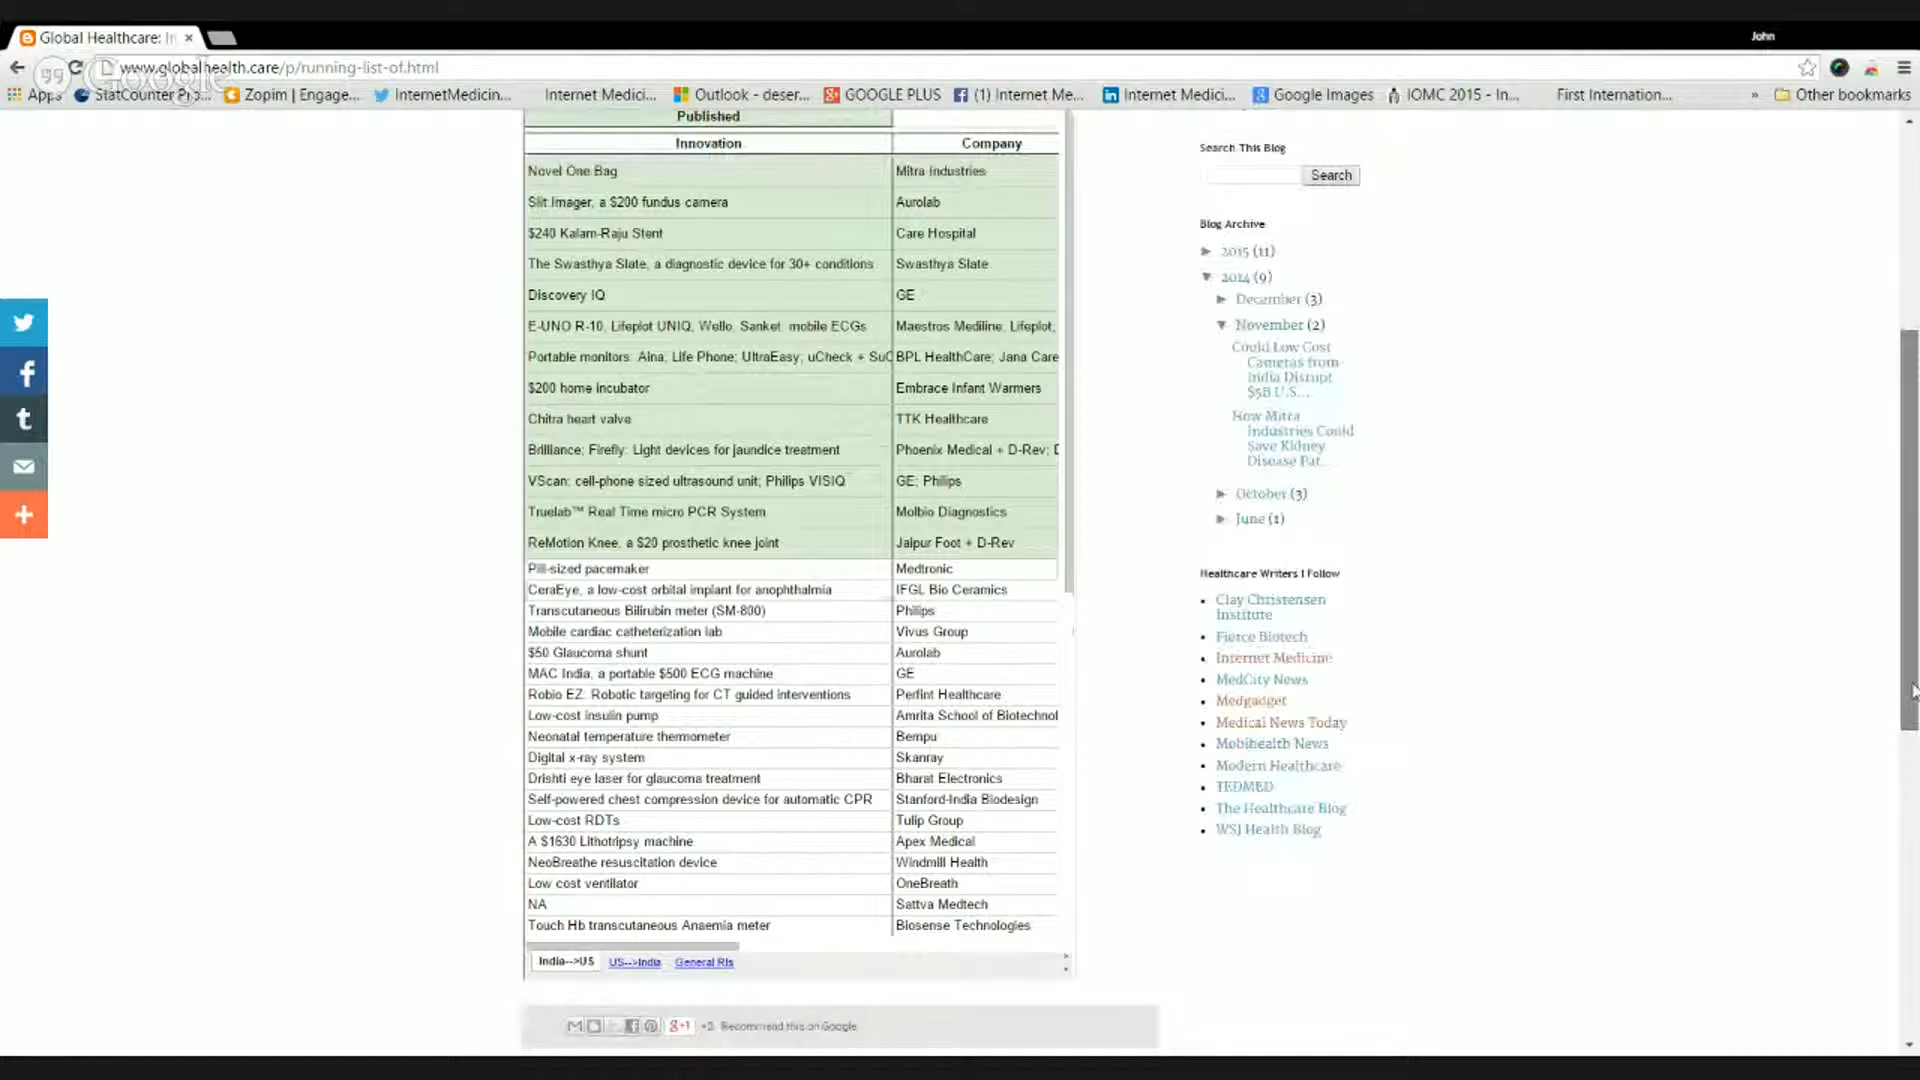 Global Healthcare: In
John
www.globalhealth.care/p/running-list-of.html
Google
Apps
StatCounter Pro...
Zopim | Engage...
InternetMedicin...
Internet Medici...
Outlook - deser...
GOOGLE PLUS
(1) Internet Me...
Internet Medic...
Google Images
IOMC 2015 - In...
First Internation...
»
Other bookmarks
Published
Innovation Company
Novel One Bag Mitra Industries
Slit Imager, a $200 fundus camera Aurolab
$240 Kalam-Raju Stent Care Hospital
The Swasthya Slate, a diagnostic device for 30+ conditions Swasthya Slate
Discovery IQ GE
E-UNO R-10, Lifeplot UNIQ, Wello, Sanket mobile ECGs Maestros Mediline, Lifeplot,
Portable monitors: Aina; Life Phone; UltraEasy; uCheck + SuC BPL HealthCare; Jana Care
$200 home incubator Embrace Infant Warmers
Chitra heart valve TTK Healthcare
Brilliance; Firefly: Light devices for jaundice treatment Phoenix Medical + D-Rev; D
VScan: cell-phone sized ultrasound unit; Philips VISIQ GE; Philips
Truelab™ Real Time micro PCR System Molbio Diagnostics
ReMotion Knee, a $20 prosthetic knee joint Jaipur Foot + D-Rev
Pill-sized pacemaker Medtronic
CeraEye, a low-cost orbital implant for anophthalmia IFGL Bio Ceramics
Transcutaneous Bilirubin meter (SM-800) Philips
Mobile cardiac catheterization lab Vivus Group
$50 Glaucoma shunt Aurolab
MAC India, a portable $500 ECG machine GE
Robio EZ: Robotic targeting for CT guided interventions Perfint Healthcare
Low-cost insulin pump Amrita School of Biotechnol
Neonatal temperature thermometer Bempu
Digital x-ray system Skanray
Drishti eye laser for glaucoma treatment Bharat Electronics
Self-powered chest compression device for automatic CPR Stanford-India Biodesign
Low-cost RDTs Tulip Group
A $1630 Lithotripsy machine Apex Medical
NeoBreathe resuscitation device Windmill Health
Low cost ventilator OneBreath
NA Sattva Medtech
Touch Hb transcutaneous Anaemia meter Biosense Technologies
India-->US US-->India General RIs
g+1 +2 Recommend this on Google
Search This Blog
Search
Blog Archive
► 2015 (11)
▼ 2014 (9)
► December (3)
▼ November (2)
Could Low Cost
Cameras from
India Disrupt
$5B U.S...
How Mitra
Industries Could
Save Kidney
Disease Pat...
► October (3)
► June (1)
Healthcare Writers I Follow
Clay Christensen
Institute
Fierce Biotech
Internet Medicine
MedCity News
Medgadget
Medical News Today
Mobihealth News
Modern Healthcare
TEDMED
The Healthcare Blog
WSJ Health Blog